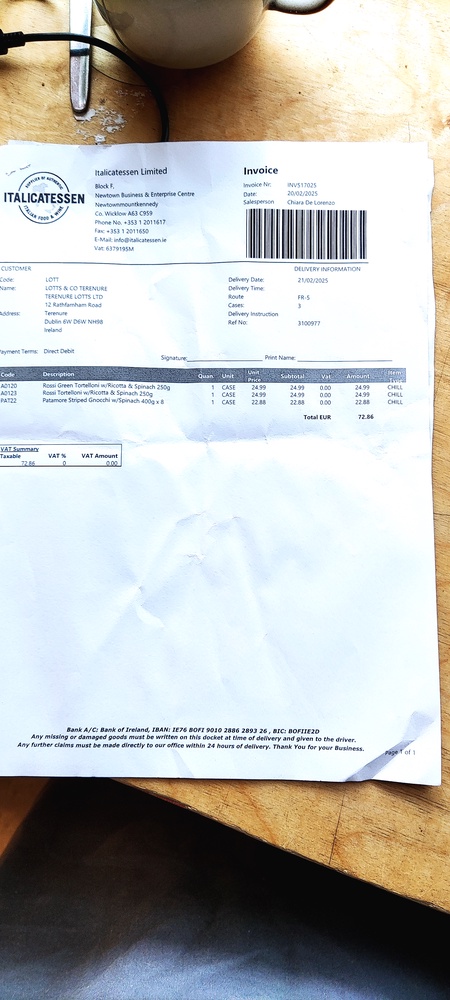 SUPPLIER OF AUTHENTIC
ITALICATESSEN
ITALIAN FOOD & WINE
Italicatessen Limited
Block F,
Newtown Business & Enterprise Centre
Newtownmountkennedy
Co. Wicklow A63 C959
Phone No. +353 1 2011617
Fax: +353 1 2011650
E-Mail: info@italicatessen.ie
Vat: 6379195M
Invoice
Invoice Nr: INV517025
Date: 20/02/2025
Salesperson Chiara De Lorenzo
CUSTOMER
Code: LOTT
Name: LOTTS & CO TERENURE
TERENURE LOTTS LTD
12 Rathfarnham Road
Address: Terenure
Dublin 6W D6W NH98
Ireland
DELIVERY INFORMATION
Delivery Date: 21/02/2025
Delivery Time:
Route FR-5
Cases: 3
Delivery Instruction
Ref No: 3100977
Payment Terms: Direct Debit
Signature: Print Name:
Code Description Quan Unit Unit Price Subtotal Vat Amount Item Type
A0120 Rossi Green Tortelloni w/Ricotta & Spinach 250g 1 CASE 24.99 24.99 0.00 24.99 CHILL
A0123 Rossi Tortelloni w/Ricotta & Spinach 250g 1 CASE 24.99 24.99 0.00 24.99 CHILL
PAT22 Patamore Striped Gnocchi w/Spinach 400g x 8 1 CASE 22.88 22.88 0.00 22.88 CHILL
Total EUR 72.86
VAT Summary
Taxable VAT % VAT Amount
72.86 0 0.00
Bank A/C: Bank of Ireland, IBAN: IE76 BOFI 9010 2886 2893 26 , BIC: BOFIIE2D
Any missing or damaged goods must be written on this docket at time of delivery and given to the driver.
Any further claims must be made directly to our office within 24 hours of delivery. Thank You for your Business.
Page 1 of 1